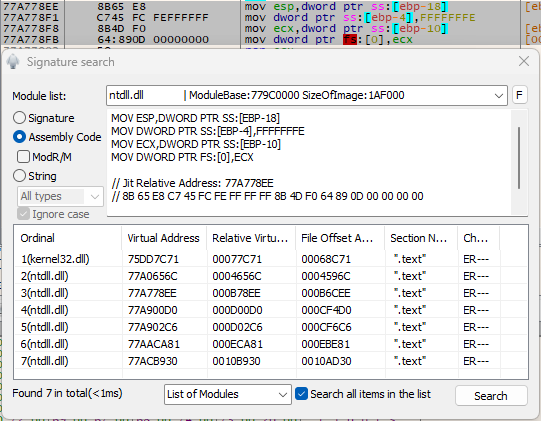 77A778EE 8B65 E8 mov esp,dword ptr ss:[ebp-18]
77A778F1 C745 FC FEFFFFFF mov dword ptr ss:[ebp-4],FFFFFFFE
77A778F8 8B4D F0 mov ecx,dword ptr ss:[ebp-10]
77A778FB 64:890D 00000000 mov dword ptr fs:[0],ecx
Signature search
Module list: ntdll.dll | ModuleBase:779C0000 SizeOfImage:1AF000 F
Signature
Assembly Code
ModR/M
String
All types
Ignore case
MOV ESP,DWORD PTR SS:[EBP-18]
MOV DWORD PTR SS:[EBP-4],FFFFFFFE
MOV ECX,DWORD PTR SS:[EBP-10]
MOV DWORD PTR FS:[0],ECX
// Jit Relative Address: 77A778EE
// 8B 65 E8 C7 45 FC FE FF FF FF 8B 4D F0 64 89 0D 00 00 00 00
Ordinal Virtual Address Relative Virtu... File Offset A... Section N... Ch...
1(kernel32.dll) 75DD7C71 00077C71 00068C71 ".text" ER---
2(ntdll.dll) 77A0656C 0004656C 0004596C ".text" ER---
3(ntdll.dll) 77A778EE 000B78EE 000B6CEE ".text" ER---
4(ntdll.dll) 77A900D0 000D00D0 000CF4D0 ".text" ER---
5(ntdll.dll) 77A902C6 000D02C6 000CF6C6 ".text" ER---
6(ntdll.dll) 77AACA81 000ECA81 000EBE81 ".text" ER---
7(ntdll.dll) 77ACB930 0010B930 0010AD30 ".text" ER---
Found 7 in total(<1ms) List of Modules Search all items in the list Search